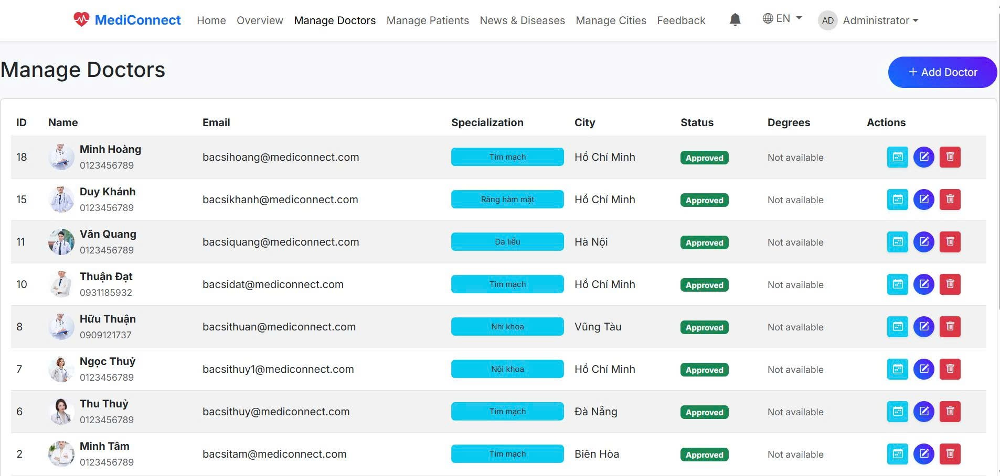 MediConnect Home Overview Manage Doctors Manage Patients News & Diseases Manage Cities Feedback EN AD Administrator
Manage Doctors
+ Add Doctor
ID Name Email Specialization City Status Degrees Actions
18 Minh Hoàng bacsihoang@mediconnect.com Tim mạch Hồ Chí Minh Approved Not available
0123456789
15 Duy Khánh bacsikhanh@mediconnect.com Răng hàm mặt Hồ Chí Minh Approved Not available
0123456789
11 Văn Quang bacsiquang@mediconnect.com Da liễu Hà Nội Approved Not available
0123456789
10 Thuận Đạt bacsidat@mediconnect.com Tim mạch Hồ Chí Minh Approved Not available
0931185932
8 Hữu Thuận bacsithuan@mediconnect.com Nhi khoa Vũng Tàu Approved Not available
0909121737
7 Ngọc Thuỷ bacsithuy1@mediconnect.com Nội khoa Hồ Chí Minh Approved Not available
0123456789
6 Thu Thuỷ bacsithuy@mediconnect.com Tim mạch Đà Nẵng Approved Not available
0123456789
2 Minh Tâm bacsitam@mediconnect.com Tim mạch Biên Hòa Approved Not available
0123456789